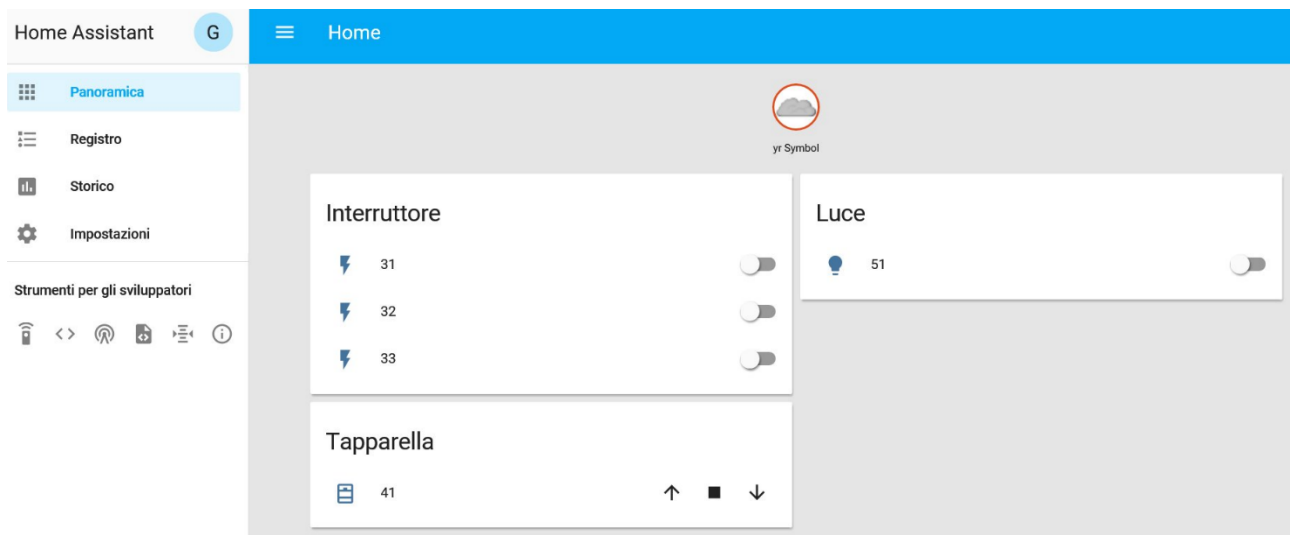 Home Assistant
G
Home
Panoramica
Registro
Storico
Impostazioni
Strumenti per gli sviluppatori
yr Symbol
Interruttore
31
32
33
Tapparella
41
Luce
51